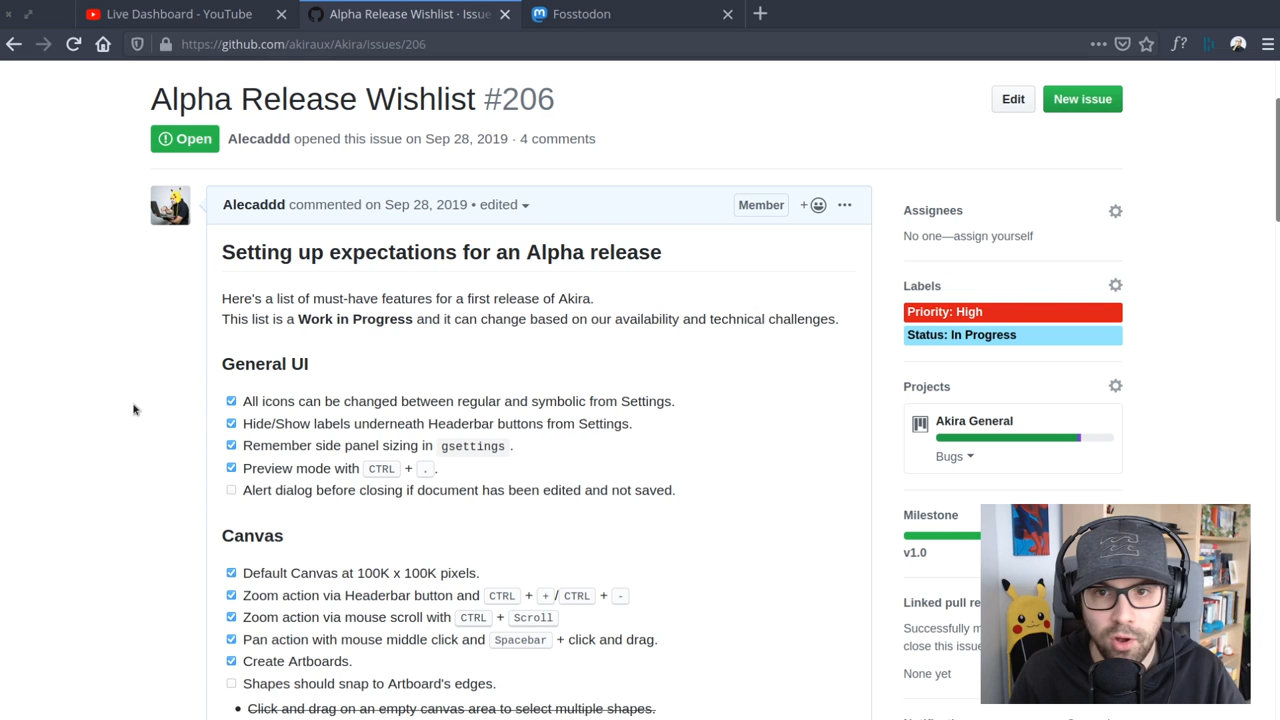 Live Dashboard - YouTube
Alpha Release Wishlist · Issue
Fosstodon
https://github.com/akiraux/Akira/issues/206
Alpha Release Wishlist #206
Edit
New issue
Open
Alecaddd opened this issue on Sep 28, 2019 · 4 comments
Alecaddd commented on Sep 28, 2019 • edited
Member
Setting up expectations for an Alpha release
Here's a list of must-have features for a first release of Akira.
This list is a Work in Progress and it can change based on our availability and technical challenges.
General UI
All icons can be changed between regular and symbolic from Settings.
Hide/Show labels underneath Headerbar buttons from Settings.
Remember side panel sizing in gsettings.
Preview mode with CTRL + .
Alert dialog before closing if document has been edited and not saved.
Canvas
Default Canvas at 100K x 100K pixels.
Zoom action via Headerbar button and CTRL + + / CTRL + -
Zoom action via mouse scroll with CTRL + Scroll
Pan action with mouse middle click and Spacebar + click and drag.
Create Artboards.
Shapes should snap to Artboard's edges.
• Click and drag on an empty canvas area to select multiple shapes.
Assignees
No one—assign yourself
Labels
Priority: High
Status: In Progress
Projects
Akira General
Bugs
Milestone
v1.0
Linked pull re
Successfully m
close this issue
None yet